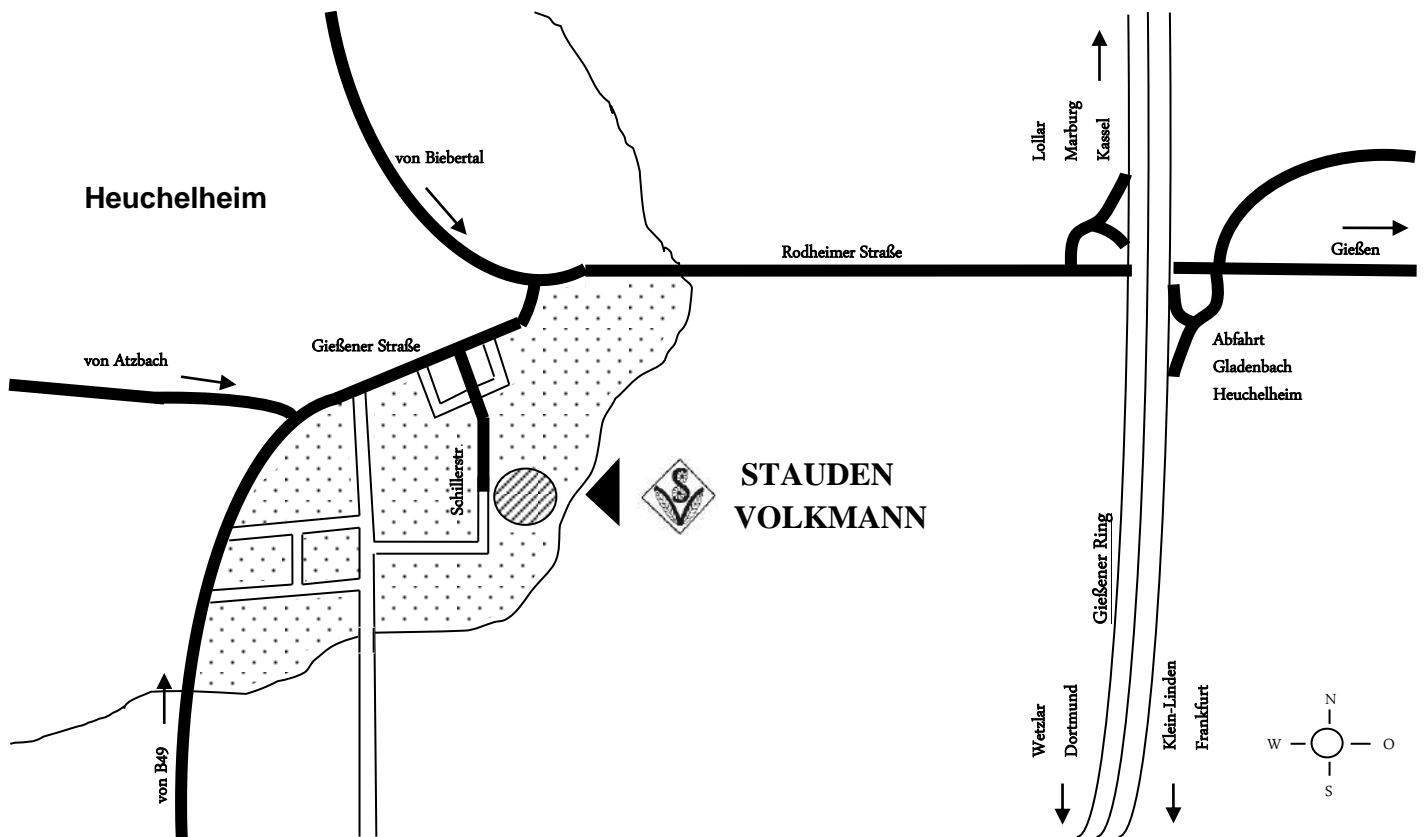 Heuchelheim
von Biebertal
Lollar
Marburg
Kassel
Rodheimer Straße
Gießen
Abfahrt
Gladenbach
Heuchelheim
Gießener Straße
von Atzbach
Schillerstr.
S
STAUDEN
VOLKMANN
Gießener Ring
von B49
Wetzlar
Dortmund
Klein-Linden
Frankfurt
N
W
O
S